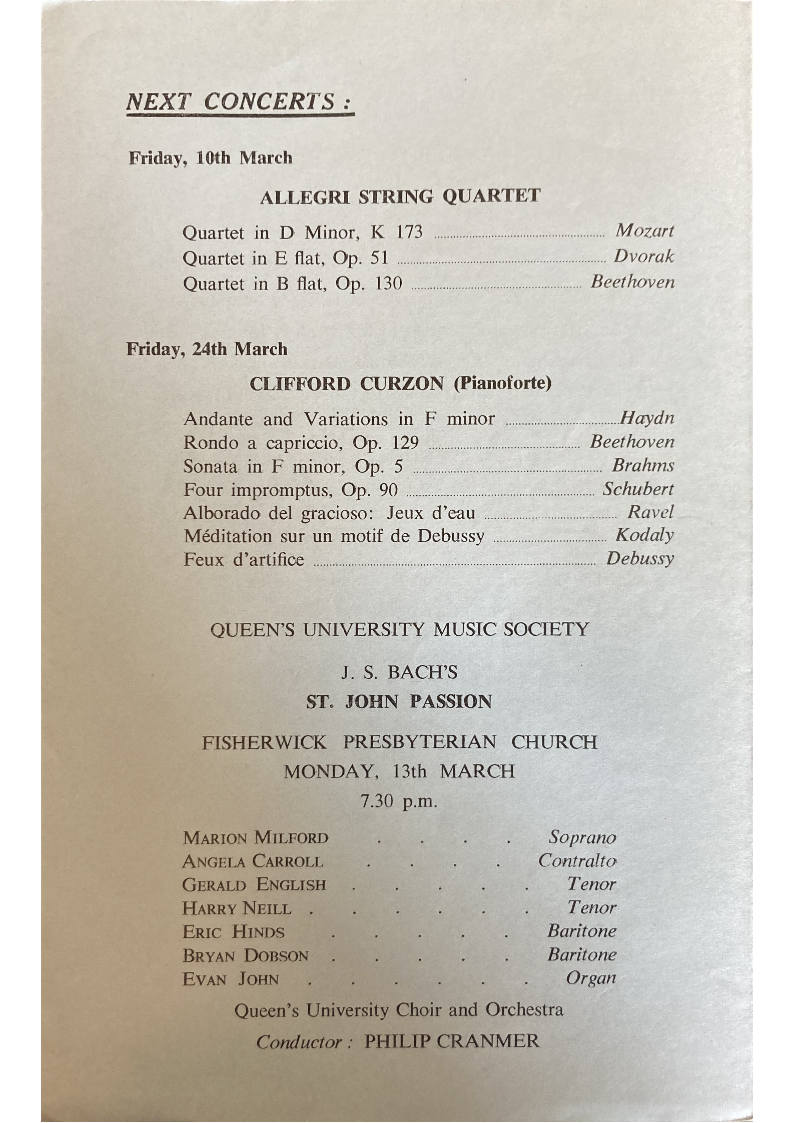 NEXT CONCERTS :
Friday, 10th March
ALLEGRI STRING QUARTET
Quartet in D Minor, K 173 ........ Mozart
Quartet in E flat, Op. 51 ........ Dvorak
Quartet in B flat, Op. 130 ........ Beethoven
Friday, 24th March
CLIFFORD CURZON (Pianoforte)
Andante and Variations in F minor ........ Haydn
Rondo a capriccio, Op. 129 ........ Beethoven
Sonata in F minor, Op. 5 ........ Brahms
Four impromptus, Op. 90 ........ Schubert
Alborado del gracioso: Jeux d'eau ........ Ravel
Méditation sur un motif de Debussy ........ Kodaly
Feux d'artifice ........ Debussy
QUEEN'S UNIVERSITY MUSIC SOCIETY
J. S. BACH'S
ST. JOHN PASSION
FISHERWICK PRESBYTERIAN CHURCH
MONDAY, 13th MARCH
7.30 p.m.
MARION MILFORD . . . . Soprano
ANGELA CARROLL . . . . Contralto
GERALD ENGLISH . . . . . Tenor
HARRY NEILL . . . . . . Tenor
ERIC HINDS . . . . . Baritone
BRYAN DOBSON . . . . . Baritone
EVAN JOHN . . . . . . Organ
Queen's University Choir and Orchestra
Conductor : PHILIP CRANMER